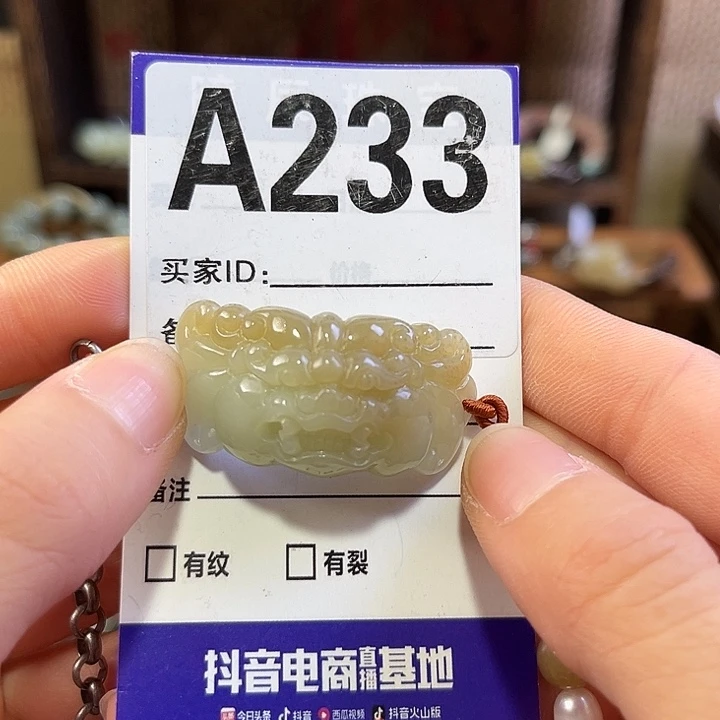 A233
买家ID:
备
备注
有纹 有裂
抖音电商直播基地
今日头条 抖音 西瓜视频 抖音火山版